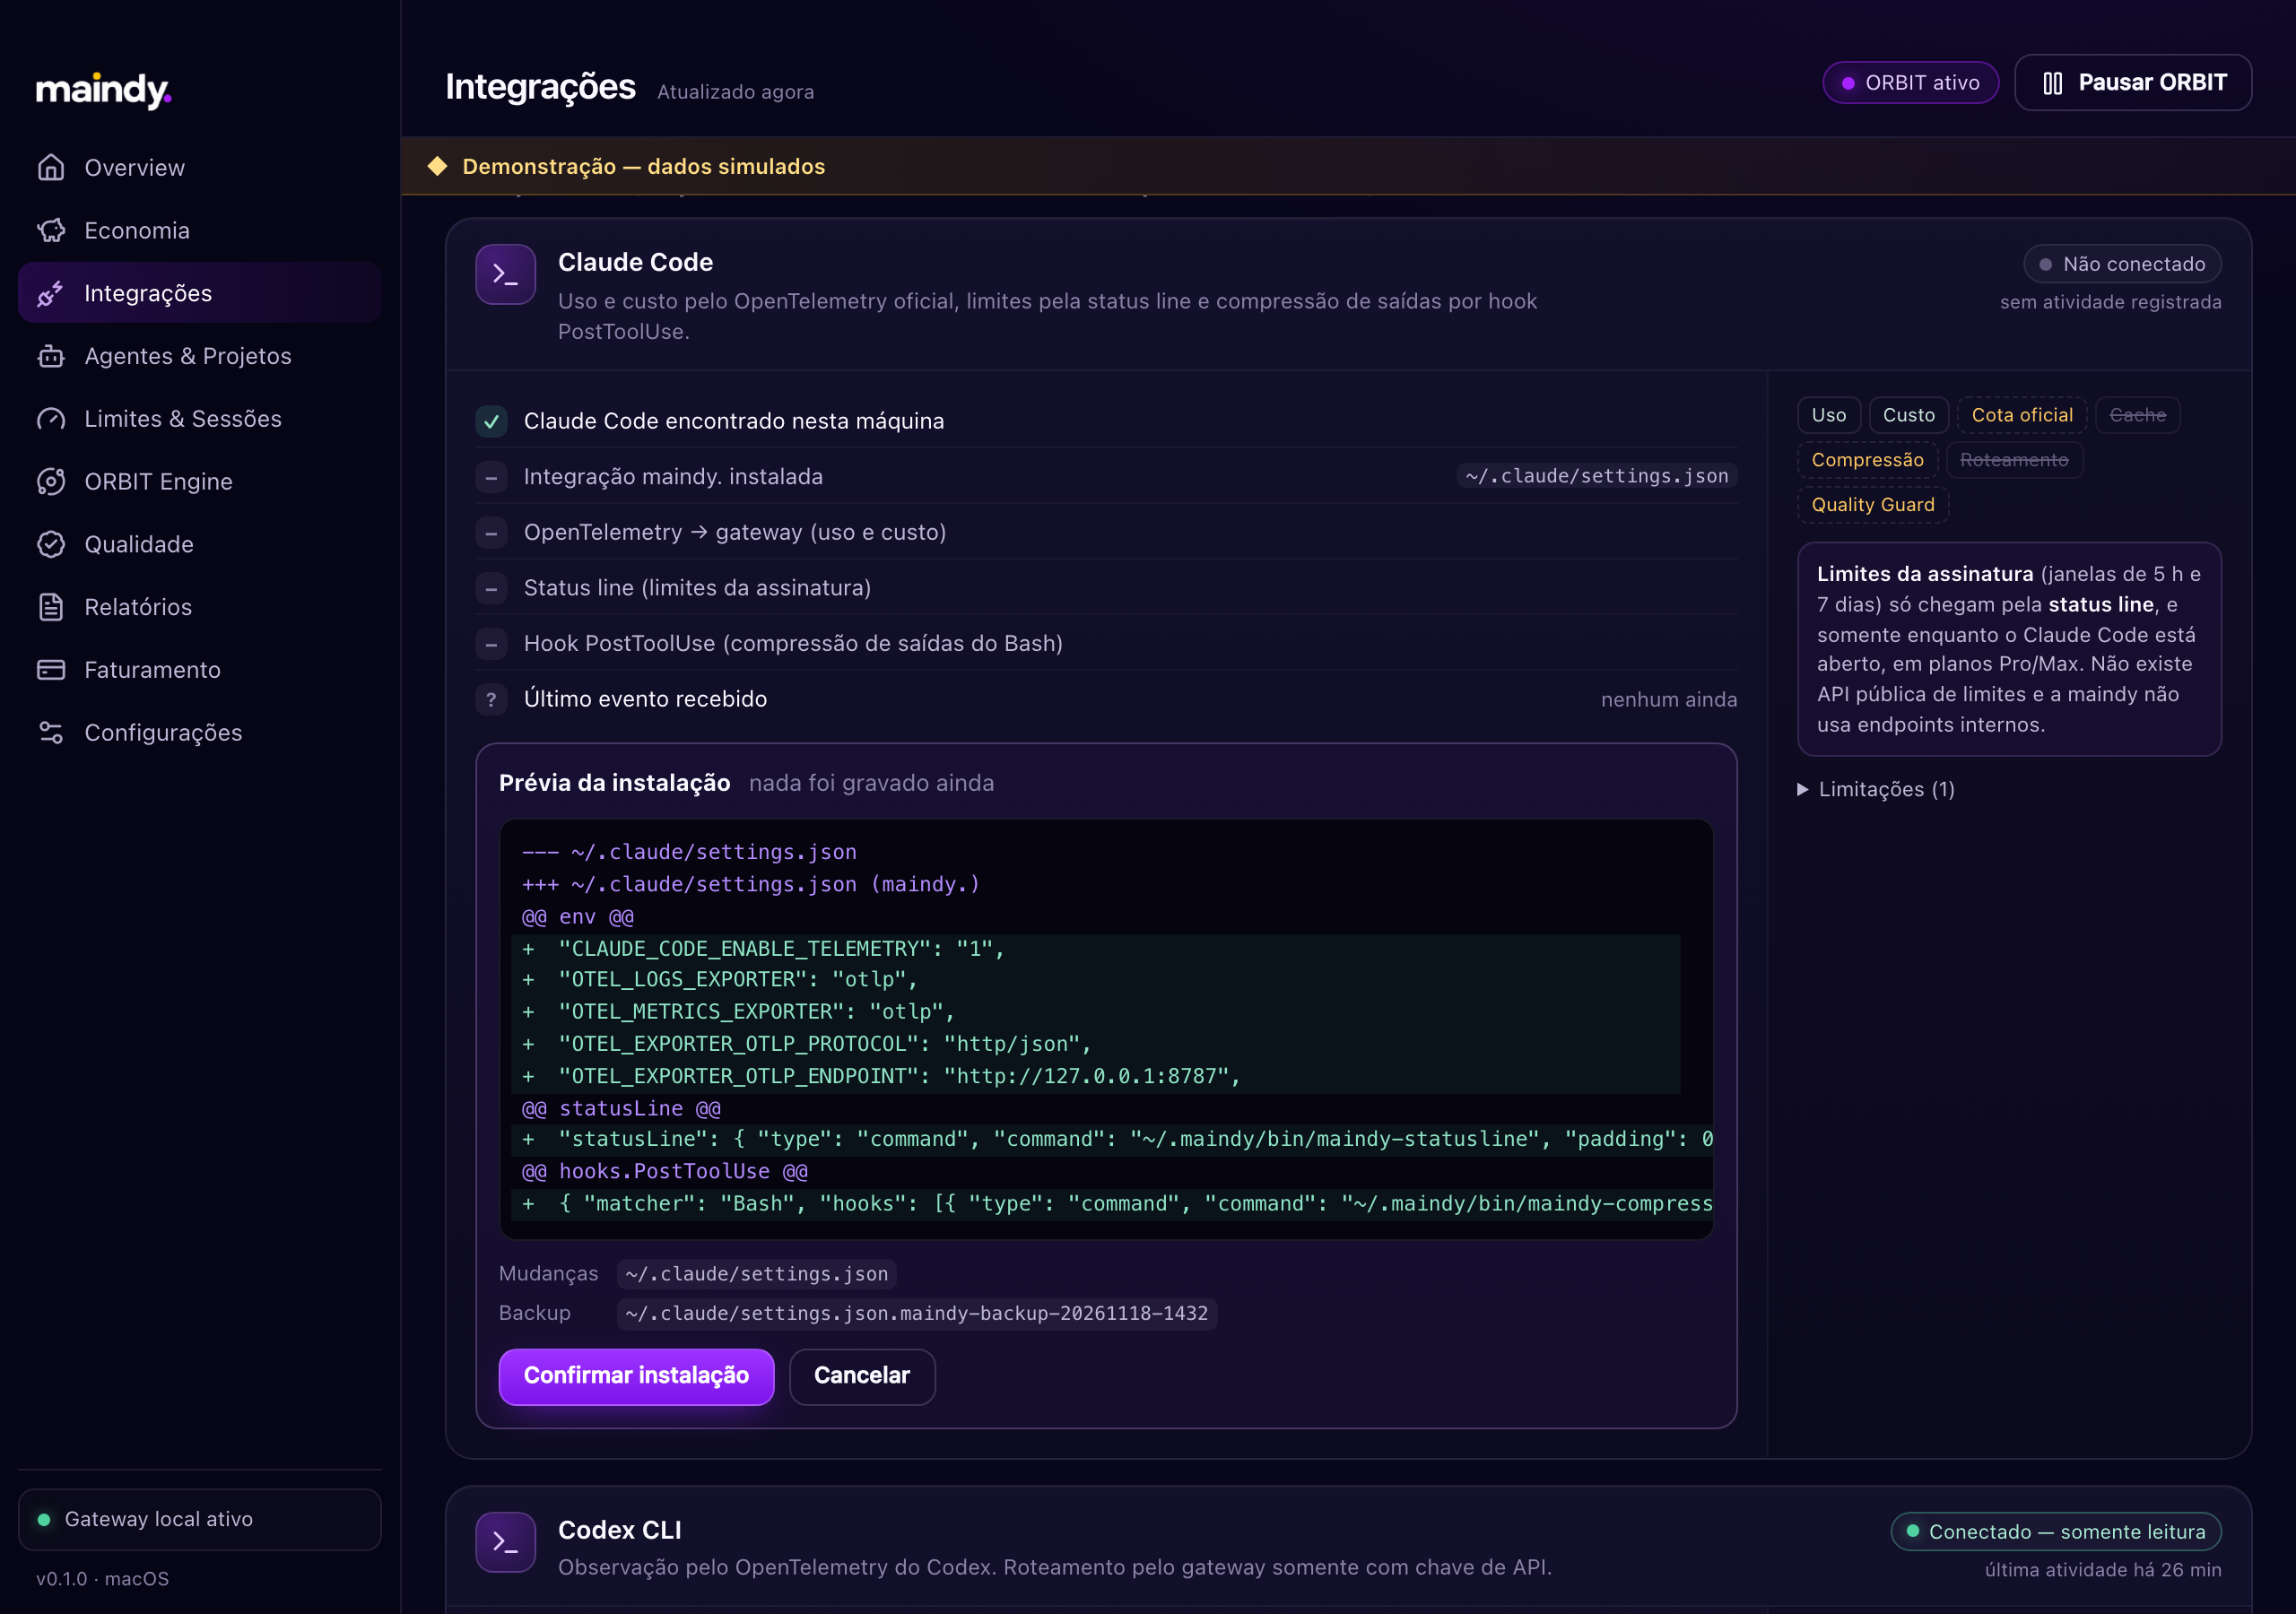 maindy.
Overview
Economia
Integrações
Agentes & Projetos
Limites & Sessões
ORBIT Engine
Qualidade
Relatórios
Faturamento
Configurações
Gateway local ativo
v0.1.0 · macOS
Integrações
Atualizado agora
ORBIT ativo
Pausar ORBIT
Demonstração — dados simulados
Claude Code
Uso e custo pelo OpenTelemetry oficial, limites pela status line e compressão de saídas por hook
PostToolUse.
Não conectado
sem atividade registrada
Claude Code encontrado nesta máquina
Integração maindy. instalada
~/.claude/settings.json
OpenTelemetry → gateway (uso e custo)
Status line (limites da assinatura)
Hook PostToolUse (compressão de saídas do Bash)
? Último evento recebido
nenhum ainda
Prévia da instalação nada foi gravado ainda
--- ~/.claude/settings.json
+++ ~/.claude/settings.json (maindy.)
@@ env @@
+  "CLAUDE_CODE_ENABLE_TELEMETRY": "1",
+  "OTEL_LOGS_EXPORTER": "otlp",
+  "OTEL_METRICS_EXPORTER": "otlp",
+  "OTEL_EXPORTER_OTLP_PROTOCOL": "http/json",
+  "OTEL_EXPORTER_OTLP_ENDPOINT": "http://127.0.0.1:8787",
@@ statusLine @@
+  "statusLine": { "type": "command", "command": "~/.maindy/bin/maindy-statusline", "padding": 0
@@ hooks.PostToolUse @@
+  { "matcher": "Bash", "hooks": [{ "type": "command", "command": "~/.maindy/bin/maindy-compress
Mudanças ~/.claude/settings.json
Backup ~/.claude/settings.json.maindy-backup-20261118-1432
Confirmar instalação
Cancelar
Uso Custo Cota oficial Cache
Compressão Roteamento
Quality Guard
Limites da assinatura (janelas de 5 h e
7 dias) só chegam pela status line, e
somente enquanto o Claude Code está
aberto, em planos Pro/Max. Não existe
API pública de limites e a maindy não
usa endpoints internos.
Limitações (1)
Codex CLI
Observação pelo OpenTelemetry do Codex. Roteamento pelo gateway somente com chave de API.
Conectado — somente leitura
última atividade há 26 min